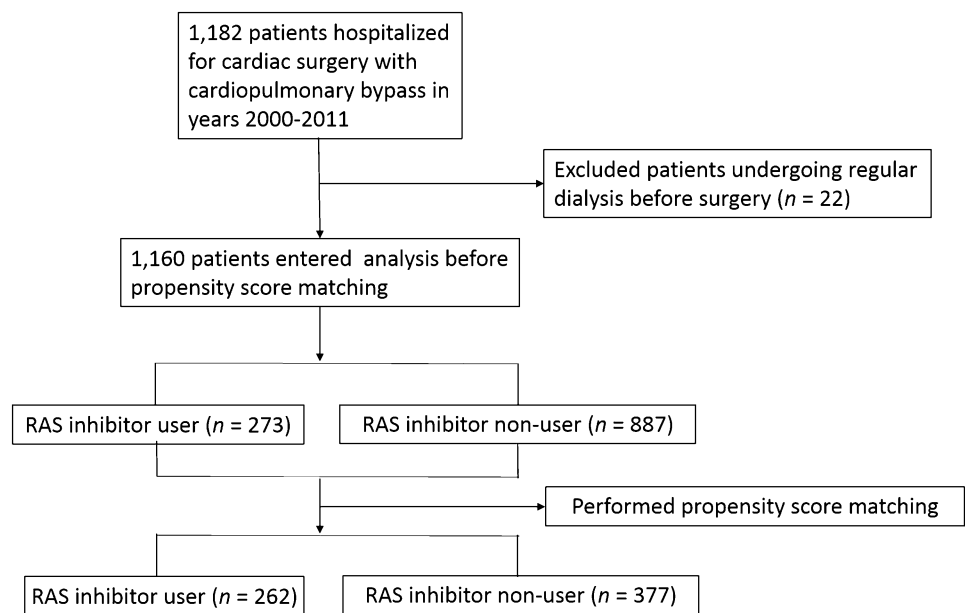 1,182 patients hospitalized
for cardiac surgery with
cardiopulmonary bypass in
years 2000-2011
Excluded patients undergoing regular
dialysis before surgery (n = 22)
1,160 patients entered analysis before
propensity score matching
RAS inhibitor user (n = 273)
RAS inhibitor non-user (n = 887)
Performed propensity score matching
RAS inhibitor user (n = 262)
RAS inhibitor non-user (n = 377)